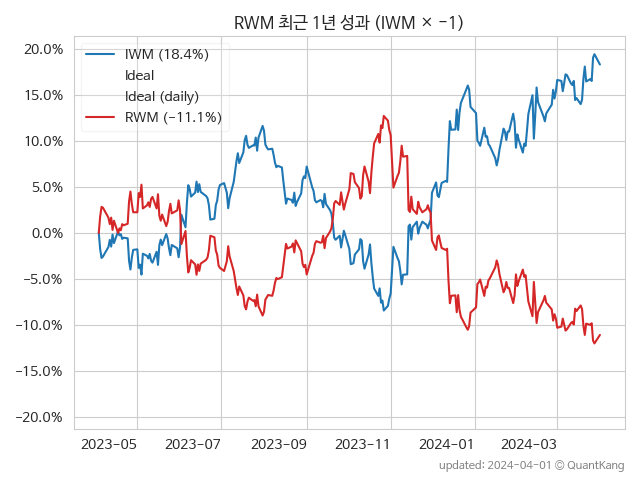 RWM 최근 1년 성과 (IWM × −1)
20.0%
15.0%
10.0%
5.0%
0.0%
−5.0%
−10.0%
−15.0%
−20.0%
IWM (18.4%)
Ideal
Ideal (daily)
RWM (−11.1%)
2023-05
2023-07
2023-09
2023-11
2024-01
2024-03
updated: 2024-04-01 © QuantKang